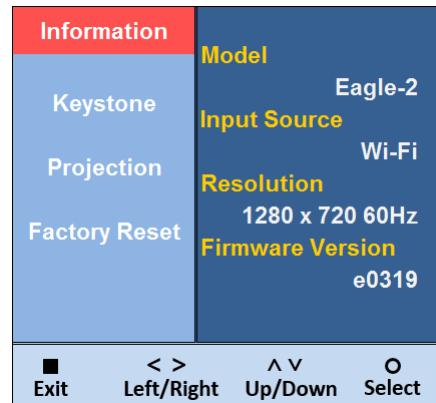 Information
Keystone
Projection
Factory Reset
Model
Eagle-2
Input Source
Wi-Fi
Resolution
1280 x 720 60Hz
Firmware Version
e0319
■ < > ∧ ∨ O
Exit Left/Right Up/Down Select